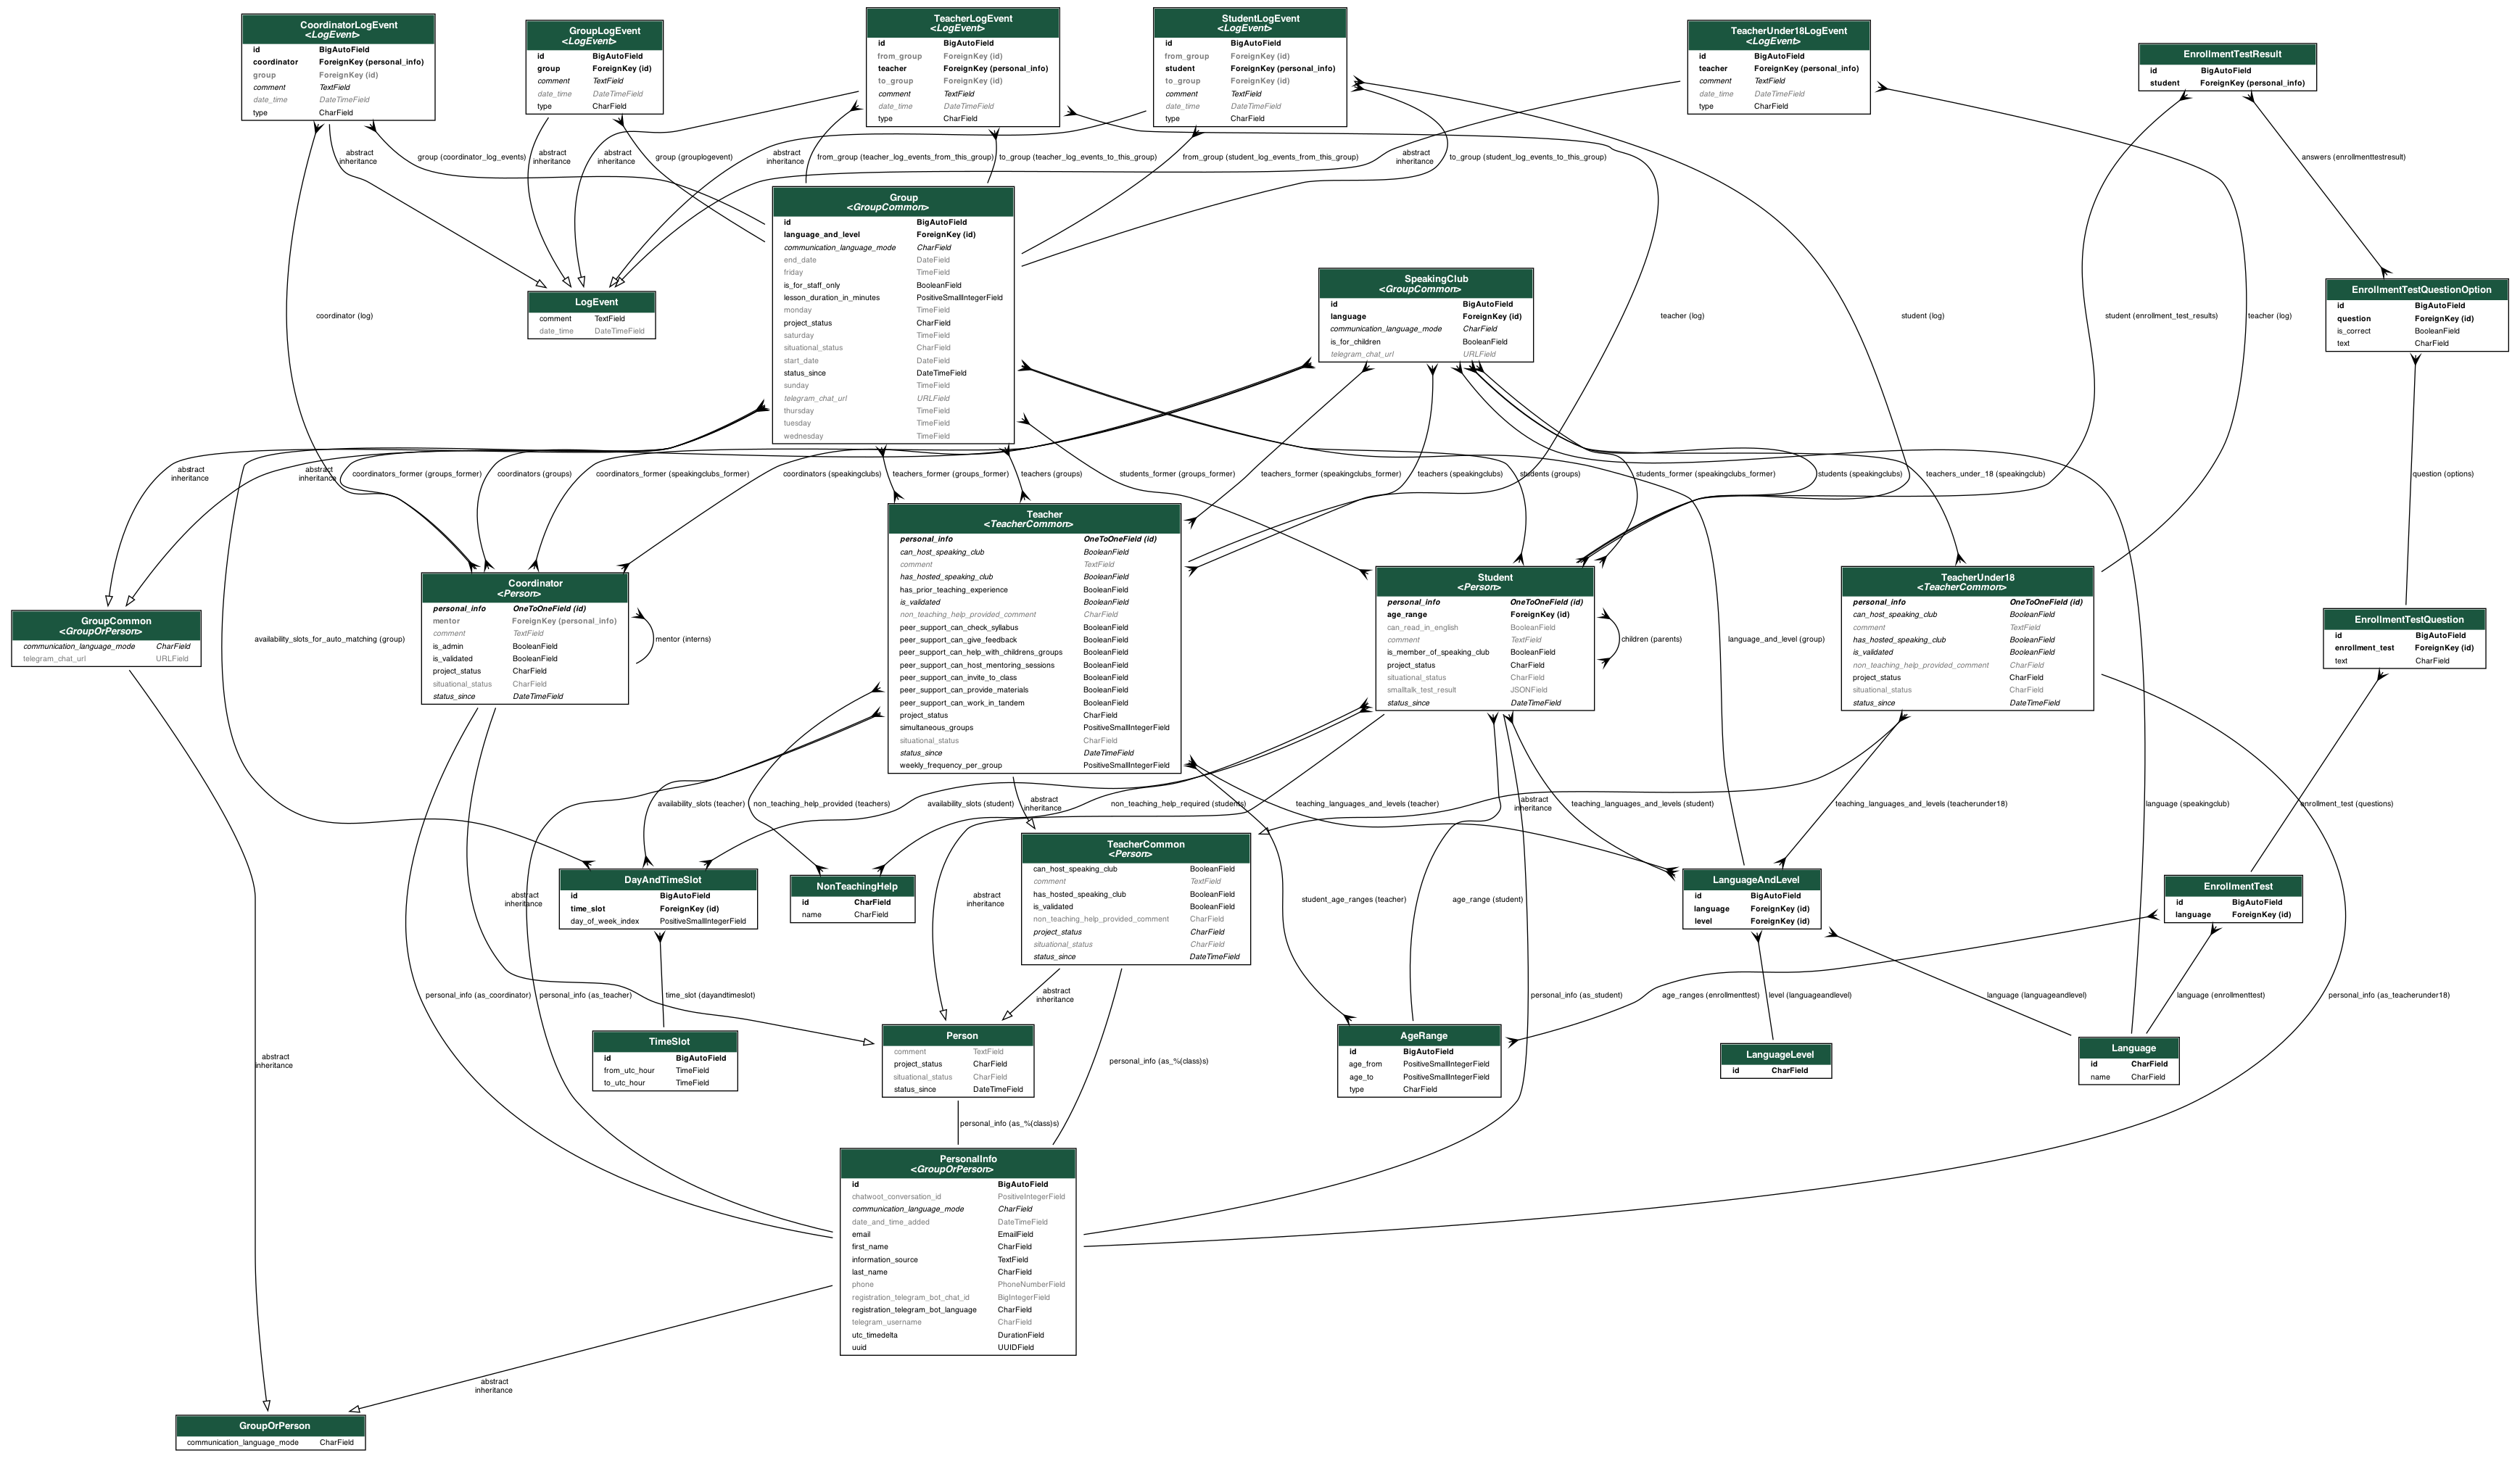 CoordinatorLogEvent
<LogEvent>
id BigAutoField
coordinator ForeignKey (personal_info)
group ForeignKey (id)
comment TextField
date_time DateTimeField
type CharField
GroupLogEvent
<LogEvent>
id BigAutoField
group ForeignKey (id)
comment TextField
date_time DateTimeField
type CharField
TeacherLogEvent
<LogEvent>
id BigAutoField
from_group ForeignKey (id)
teacher ForeignKey (personal_info)
to_group ForeignKey (id)
comment TextField
date_time DateTimeField
type CharField
StudentLogEvent
<LogEvent>
id BigAutoField
from_group ForeignKey (id)
student ForeignKey (personal_info)
to_group ForeignKey (id)
comment TextField
date_time DateTimeField
type CharField
TeacherUnder18LogEvent
<LogEvent>
id BigAutoField
teacher ForeignKey (personal_info)
comment TextField
date_time DateTimeField
type CharField
EnrollmentTestResult
id BigAutoField
student ForeignKey (personal_info)
abstract
inheritance
group (coordinator_log_events)
abstract
inheritance
abstract
inheritance
group (grouplogevent)
abstract
inheritance
from_group (teacher_log_events_from_this_group)
to_group (teacher_log_events_to_this_group)
from_group (student_log_events_from_this_group)
abstract
inheritance
to_group (student_log_events_to_this_group)
answers (enrollmenttestresult)
Group
<GroupCommon>
id BigAutoField
language_and_level ForeignKey (id)
communication_language_mode CharField
end_date DateField
friday TimeField
is_for_staff_only BooleanField
lesson_duration_in_minutes PositiveSmallIntegerField
monday TimeField
project_status CharField
saturday TimeField
situational_status CharField
start_date DateField
status_since DateTimeField
sunday TimeField
telegram_chat_url URLField
thursday TimeField
tuesday TimeField
wednesday TimeField
LogEvent
comment TextField
date_time DateTimeField
SpeakingClub
<GroupCommon>
id BigAutoField
language ForeignKey (id)
communication_language_mode CharField
is_for_children BooleanField
telegram_chat_url URLField
EnrollmentTestQuestionOption
id BigAutoField
question ForeignKey (id)
is_correct BooleanField
text CharField
coordinator (log)
teacher (log)
student (log)
student (enrollment_test_results)
teacher (log)
abstract
inheritance
abstract
inheritance
coordinators_former (groups_former)
coordinators (groups)
coordinators_former (speakingclubs_former)
coordinators (speakingclubs)
teachers_former (groups_former)
teachers (groups)
students_former (groups_former)
teachers_former (speakingclubs_former)
teachers (speakingclubs)
students (groups)
students_former (speakingclubs_former)
students (speakingclubs)
teachers_under_18 (speakingclub)
question (options)
Teacher
<TeacherCommon>
personal_info OneToOneField (id)
can_host_speaking_club BooleanField
comment TextField
has_hosted_speaking_club BooleanField
has_prior_teaching_experience BooleanField
is_validated BooleanField
non_teaching_help_provided_comment CharField
peer_support_can_check_syllabus BooleanField
peer_support_can_give_feedback BooleanField
peer_support_can_help_with_childrens_groups BooleanField
peer_support_can_host_mentoring_sessions BooleanField
peer_support_can_invite_to_class BooleanField
peer_support_can_provide_materials BooleanField
peer_support_can_work_in_tandem BooleanField
project_status CharField
simultaneous_groups PositiveSmallIntegerField
situational_status CharField
status_since DateTimeField
weekly_frequency_per_group PositiveSmallIntegerField
Coordinator
<Person>
personal_info OneToOneField (id)
mentor ForeignKey (personal_info)
comment TextField
is_admin BooleanField
is_validated BooleanField
project_status CharField
situational_status CharField
status_since DateTimeField
Student
<Person>
personal_info OneToOneField (id)
age_range ForeignKey (id)
can_read_in_english BooleanField
comment TextField
is_member_of_speaking_club BooleanField
project_status CharField
situational_status CharField
smalltalk_test_result JSONField
status_since DateTimeField
TeacherUnder18
<TeacherCommon>
personal_info OneToOneField (id)
can_host_speaking_club BooleanField
comment TextField
has_hosted_speaking_club BooleanField
is_validated BooleanField
non_teaching_help_provided_comment CharField
project_status CharField
situational_status CharField
status_since DateTimeField
GroupCommon
<GroupOrPerson>
communication_language_mode CharField
telegram_chat_url URLField
EnrollmentTestQuestion
id BigAutoField
enrollment_test ForeignKey (id)
text CharField
availability_slots_for_auto_matching (group)
mentor (interns)
children (parents)
language_and_level (group)
abstract
inheritance
availability_slots (teacher)
non_teaching_help_provided (teachers)
availability_slots (student)
abstract
inheritance
non_teaching_help_required (students)
teaching_languages_and_levels (teacher)
abstract
inheritance
teaching_languages_and_levels (student)
teaching_languages_and_levels (teacherunder18)
language (speakingclub)
enrollment_test (questions)
TeacherCommon
<Person>
can_host_speaking_club BooleanField
comment TextField
has_hosted_speaking_club BooleanField
is_validated BooleanField
non_teaching_help_provided_comment CharField
project_status CharField
situational_status CharField
status_since DateTimeField
DayAndTimeSlot
id BigAutoField
time_slot ForeignKey (id)
day_of_week_index PositiveSmallIntegerField
NonTeachingHelp
id CharField
name CharField
LanguageAndLevel
id BigAutoField
language ForeignKey (id)
level ForeignKey (id)
EnrollmentTest
id BigAutoField
language ForeignKey (id)
abstract
inheritance
student_age_ranges (teacher)
age_range (student)
personal_info (as_coordinator)
personal_info (as_teacher)
time_slot (dayandtimeslot)
abstract
inheritance
personal_info (as_student)
age_ranges (enrollmenttest)
level (languageandlevel)
language (languageandlevel)
language (enrollmenttest)
personal_info (as_teacherunder18)
abstract
inheritance
personal_info (as_%(class)s)
TimeSlot
id BigAutoField
from_utc_hour TimeField
to_utc_hour TimeField
Person
comment TextField
project_status CharField
situational_status CharField
status_since DateTimeField
AgeRange
id BigAutoField
age_from PositiveSmallIntegerField
age_to PositiveSmallIntegerField
type CharField
LanguageLevel
id CharField
Language
id CharField
name CharField
personal_info (as_%(class)s)
PersonalInfo
<GroupOrPerson>
id BigAutoField
chatwoot_conversation_id PositiveIntegerField
communication_language_mode CharField
date_and_time_added DateTimeField
email EmailField
first_name CharField
information_source TextField
last_name CharField
phone PhoneNumberField
registration_telegram_bot_chat_id BigIntegerField
registration_telegram_bot_language CharField
telegram_username CharField
utc_timedelta DurationField
uuid UUIDField
abstract
inheritance
GroupOrPerson
communication_language_mode CharField